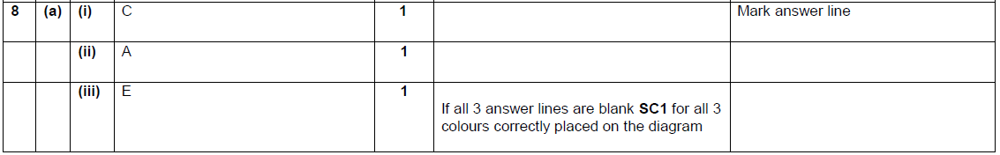 8 (a) (i) C 1 Mark answer line
(ii) A 1
(iii) E 1
If all 3 answer lines are blank SC1 for all 3
colours correctly placed on the diagram